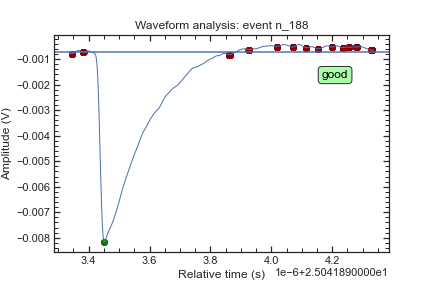 Waveform analysis: event n_188
Amplitude (V)
−0.001
−0.002
−0.003
−0.004
−0.005
−0.006
−0.007
−0.008
good
3.4 3.6 3.8 4.0 4.2
Relative time (s) 1e-6+2.5041890000e1